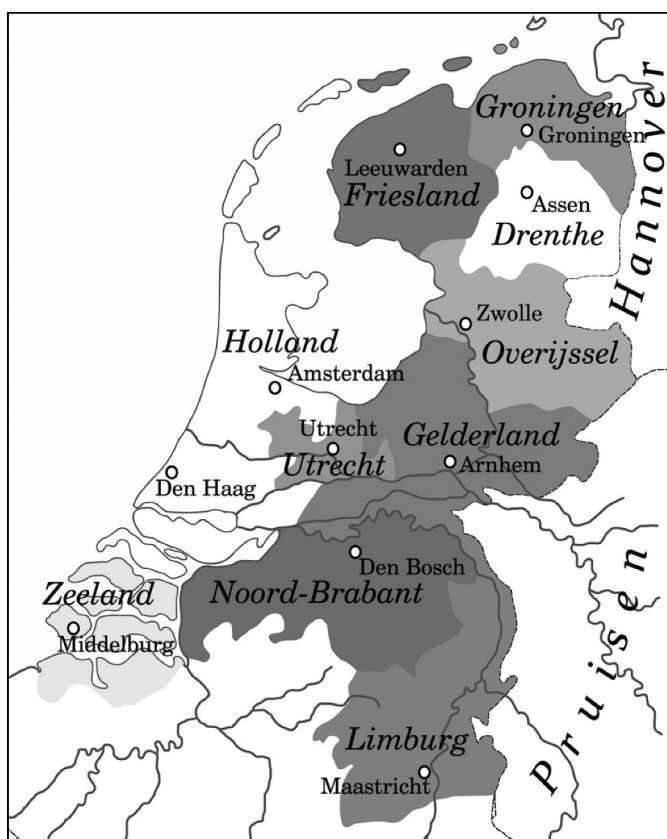 Groningen
Groningen
Leeuwarden
Friesland
Assen
Drenthe
Hannover
Zwolle
Overijssel
Holland
Amsterdam
Utrecht
Utrecht
Gelderland
Arnhem
Den Haag
Den Bosch
Noord-Brabant
Zeeland
Middelburg
Pruisen
Limburg
Maastricht